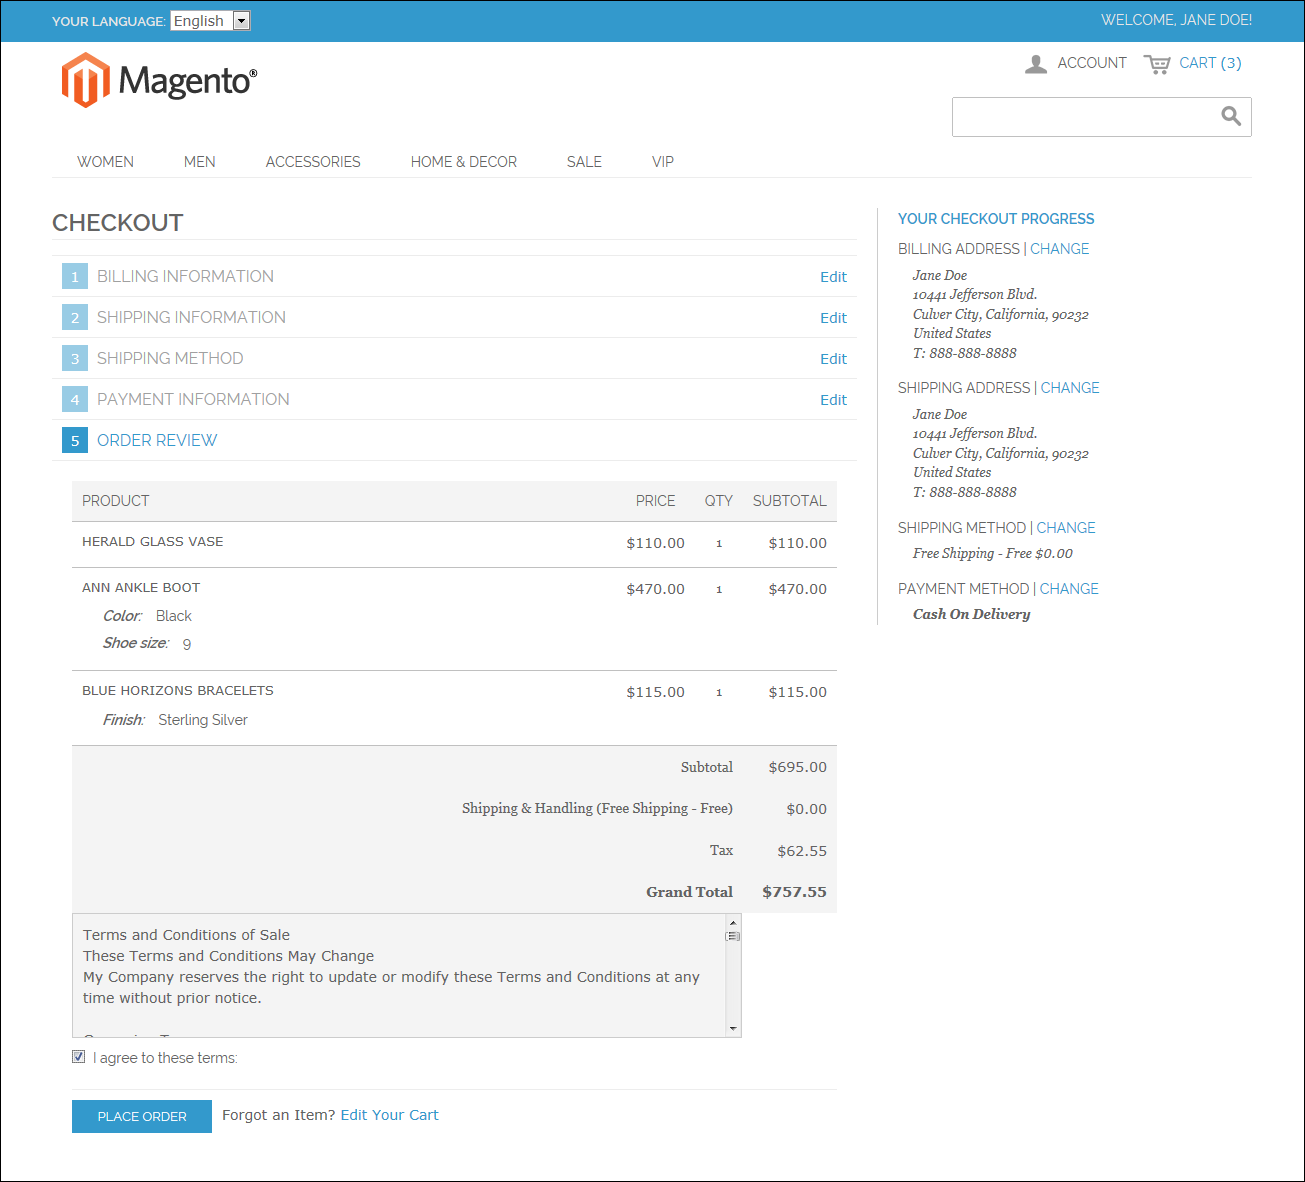 YOUR LANGUAGE: English
WELCOME, JANE DOE!
Magento®
ACCOUNT CART (3)
WOMEN MEN ACCESSORIES HOME & DECOR SALE VIP
CHECKOUT
1 BILLING INFORMATION Edit
2 SHIPPING INFORMATION Edit
3 SHIPPING METHOD Edit
4 PAYMENT INFORMATION Edit
5 ORDER REVIEW
PRODUCT PRICE QTY SUBTOTAL
HERALD GLASS VASE $110.00 1 $110.00
ANN ANKLE BOOT $470.00 1 $470.00
Color: Black
Shoe size: 9
BLUE HORIZONS BRACELETS $115.00 1 $115.00
Finish: Sterling Silver
Subtotal $695.00
Shipping & Handling (Free Shipping - Free) $0.00
Tax $62.55
Grand Total $757.55
Terms and Conditions of Sale
These Terms and Conditions May Change
My Company reserves the right to update or modify these Terms and Conditions at any
time without prior notice.
I agree to these terms:
PLACE ORDER Forgot an Item? Edit Your Cart
YOUR CHECKOUT PROGRESS
BILLING ADDRESS | CHANGE
Jane Doe
10441 Jefferson Blvd.
Culver City, California, 90232
United States
T: 888-888-8888
SHIPPING ADDRESS | CHANGE
Jane Doe
10441 Jefferson Blvd.
Culver City, California, 90232
United States
T: 888-888-8888
SHIPPING METHOD | CHANGE
Free Shipping - Free $0.00
PAYMENT METHOD | CHANGE
Cash On Delivery